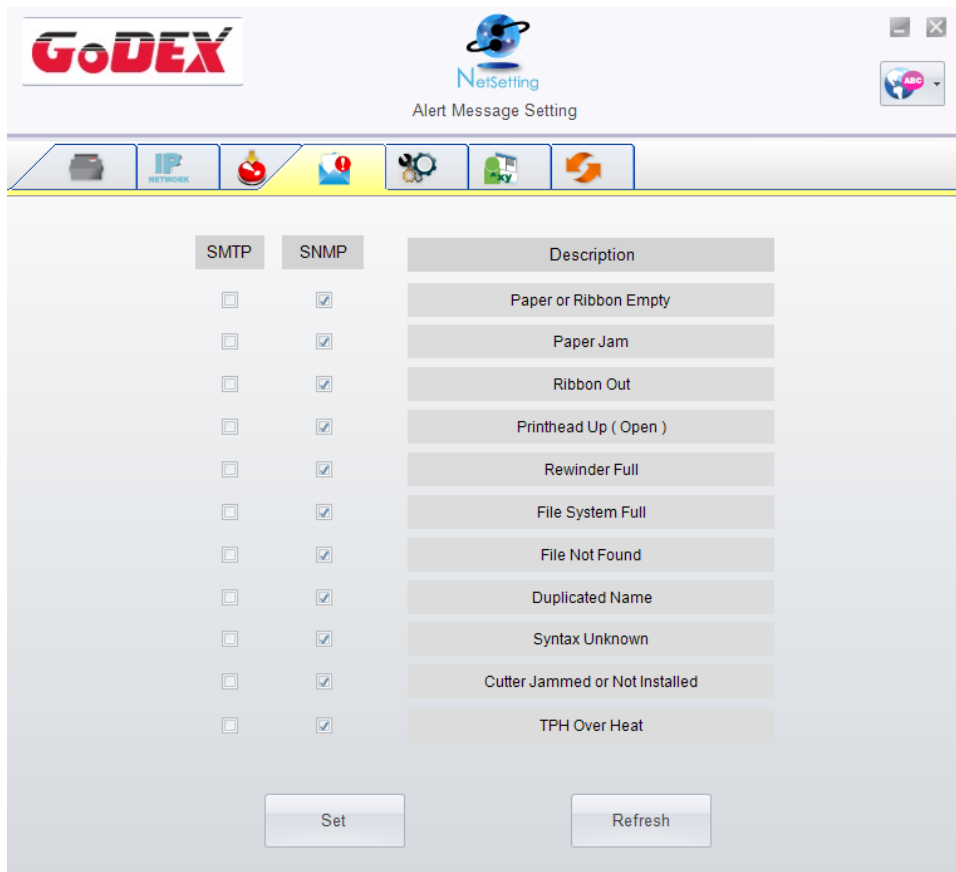 GoDEX
NetSetting
ABC
Alert Message Setting
IP
NETWORK
^xy
SMTP SNMP Description
Paper or Ribbon Empty
Paper Jam
Ribbon Out
Printhead Up ( Open )
Rewinder Full
File System Full
File Not Found
Duplicated Name
Syntax Unknown
Cutter Jammed or Not Installed
TPH Over Heat
Set Refresh